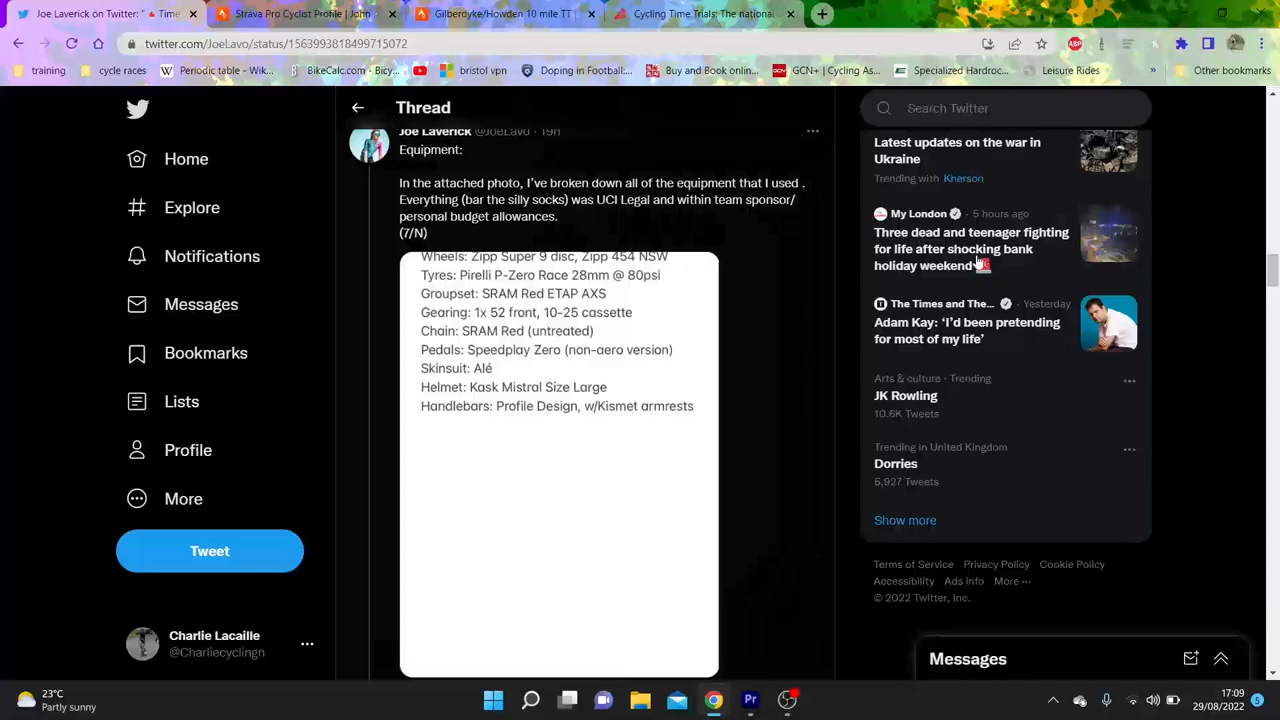 Joe Lavo on Twitter: "🚲 Time
Strava Pro Cyclist Profile | John
Gilberdyke/Howden 10 mile TT |
Cycling Time Trials: The national
twitter.com/JoeLavo/status/1563993818499715072
training
cycle races
Periodic table - Wik...
BikeCalc.com - Bicy...
bristol vpn
Doping in Football:...
Buy and Book onlin...
GCN+ | Cycling As...
Specialized Hardroc...
Leisure Rides
Other bookmarks
Home
Explore
Notifications
Messages
Bookmarks
Lists
Profile
More
Tweet
Charlie Lacaille
@Charliecyclingn
Thread
Joe Laverick @JoeLavo · 19h
Equipment:
In the attached photo, I've broken down all of the equipment that I used .
Everything (bar the silly socks) was UCI Legal and within team sponsor/
personal budget allowances.
(7/N)
Wheels: Zipp Super 9 disc, Zipp 454 NSW
Tyres: Pirelli P-Zero Race 28mm @ 80psi
Groupset: SRAM Red ETAP AXS
Gearing: 1x 52 front, 10-25 cassette
Chain: SRAM Red (untreated)
Pedals: Speedplay Zero (non-aero version)
Skinsuit: Alé
Helmet: Kask Mistral Size Large
Handlebars: Profile Design, w/Kismet armrests
Search Twitter
Latest updates on the war in
Ukraine
Trending with Kherson
My London · 5 hours ago
Three dead and teenager fighting
for life after shocking bank
holiday weekend
The Times and The... · Yesterday
Adam Kay: ‘I’d been pretending
for most of my life’
Arts & culture · Trending
JK Rowling
10.6K Tweets
Trending in United Kingdom
Dorries
5,927 Tweets
Show more
Terms of Service Privacy Policy Cookie Policy
Accessibility Ads info More ···
© 2022 Twitter, Inc.
Messages
23°C
Partly sunny
17:09
29/08/2022
5